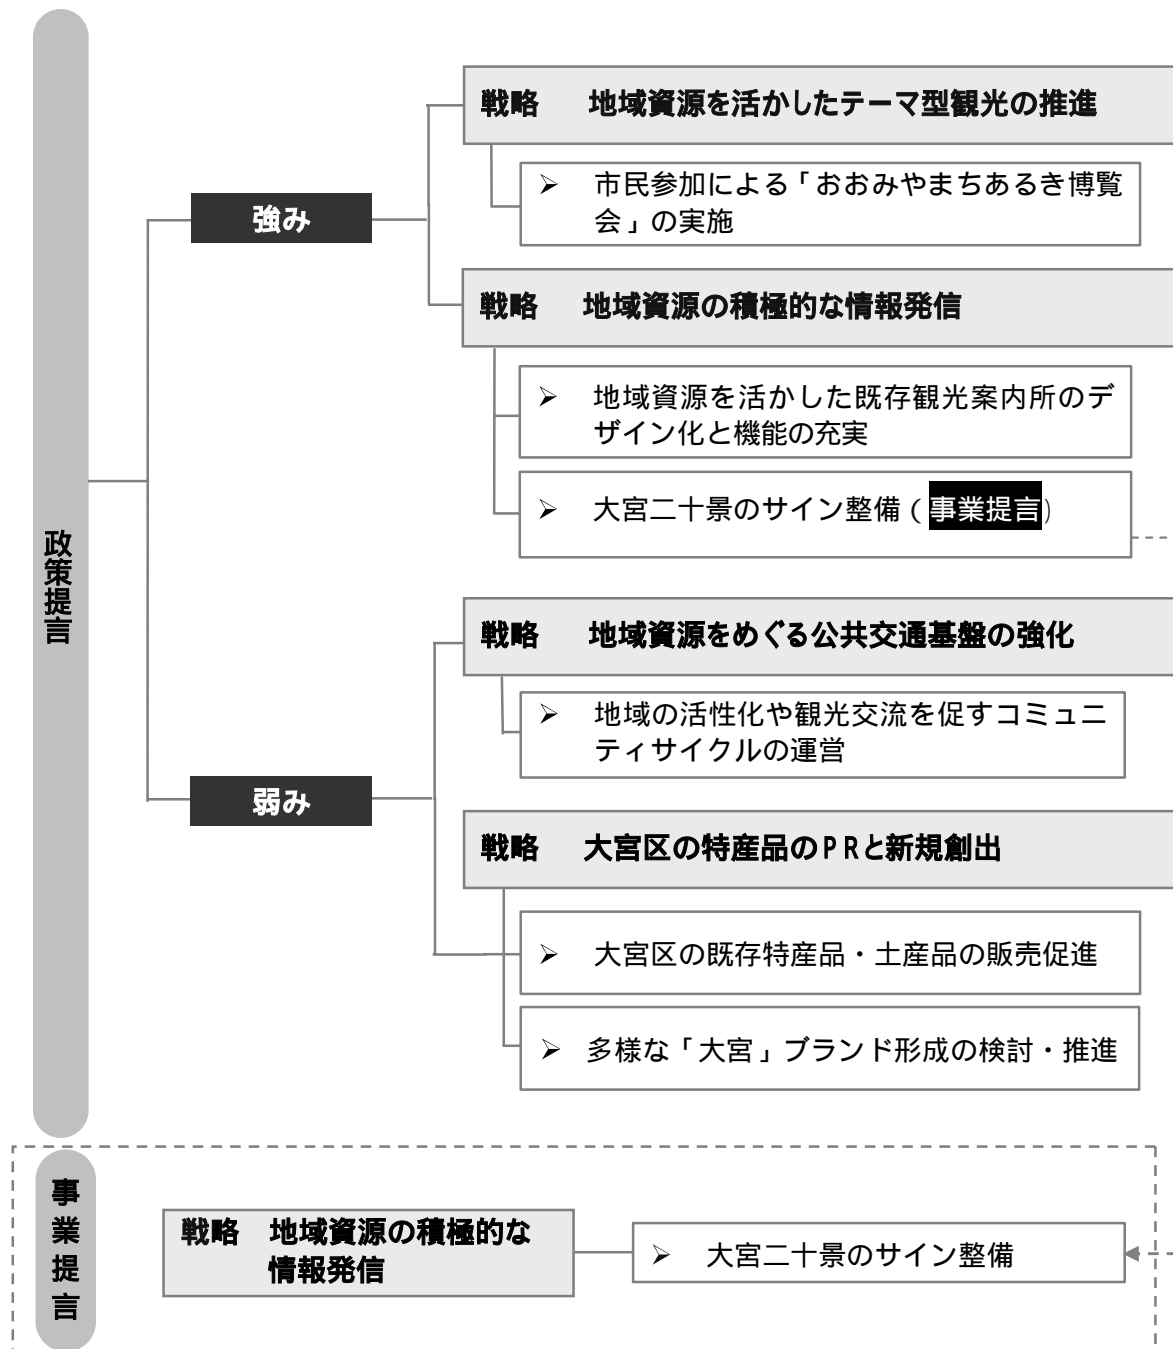 政策提言
強み
戦略 地域資源を活かしたテーマ型観光の推進
➢ 市民参加による「おおみやまちあるき博覧
会」の実施
戦略 地域資源の積極的な情報発信
➢ 地域資源を活かした既存観光案内所のデ
ザイン化と機能の充実
➢ 大宮二十景のサイン整備（事業提言）
弱み
戦略 地域資源をめぐる公共交通基盤の強化
➢ 地域の活性化や観光交流を促すコミュニ
ティサイクルの運営
戦略 大宮区の特産品のPRと新規創出
➢ 大宮区の既存特産品・土産品の販売促進
➢ 多様な「大宮」ブランド形成の検討・推進
事業提言
戦略 地域資源の積極的な
情報発信
➢ 大宮二十景のサイン整備